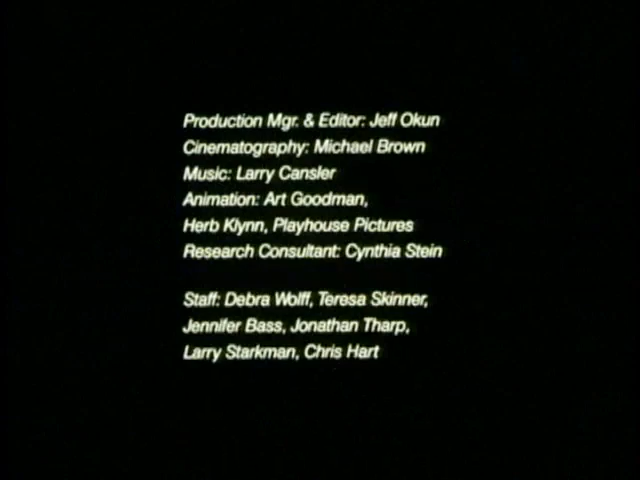 Production Mgr. & Editor: Jeff Okun
Cinematography: Michael Brown
Music: Larry Cansler
Animation: Art Goodman,
Herb Klynn, Playhouse Pictures
Research Consultant: Cynthia Stein
Staff: Debra Wolff, Teresa Skinner,
Jennifer Bass, Jonathan Tharp,
Larry Starkman, Chris Hart